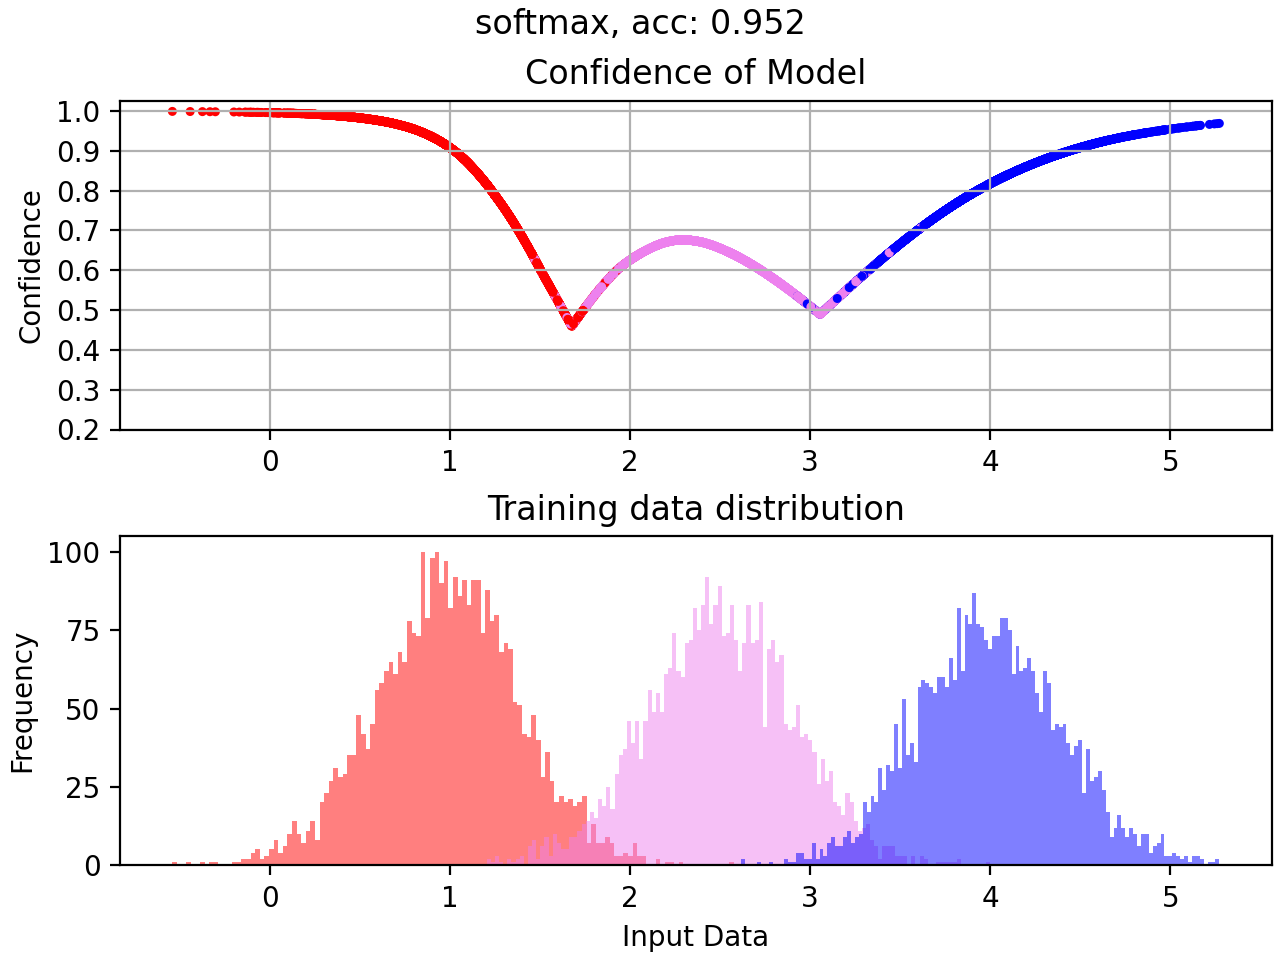 softmax, acc: 0.952
Confidence of Model
1.0
0.9
0.8
0.7
0.6
0.5
0.4
0.3
0.2
Confidence
0 1 2 3 4 5
Training data distribution
100
75
50
25
0
Frequency
0 1 2 3 4 5
Input Data